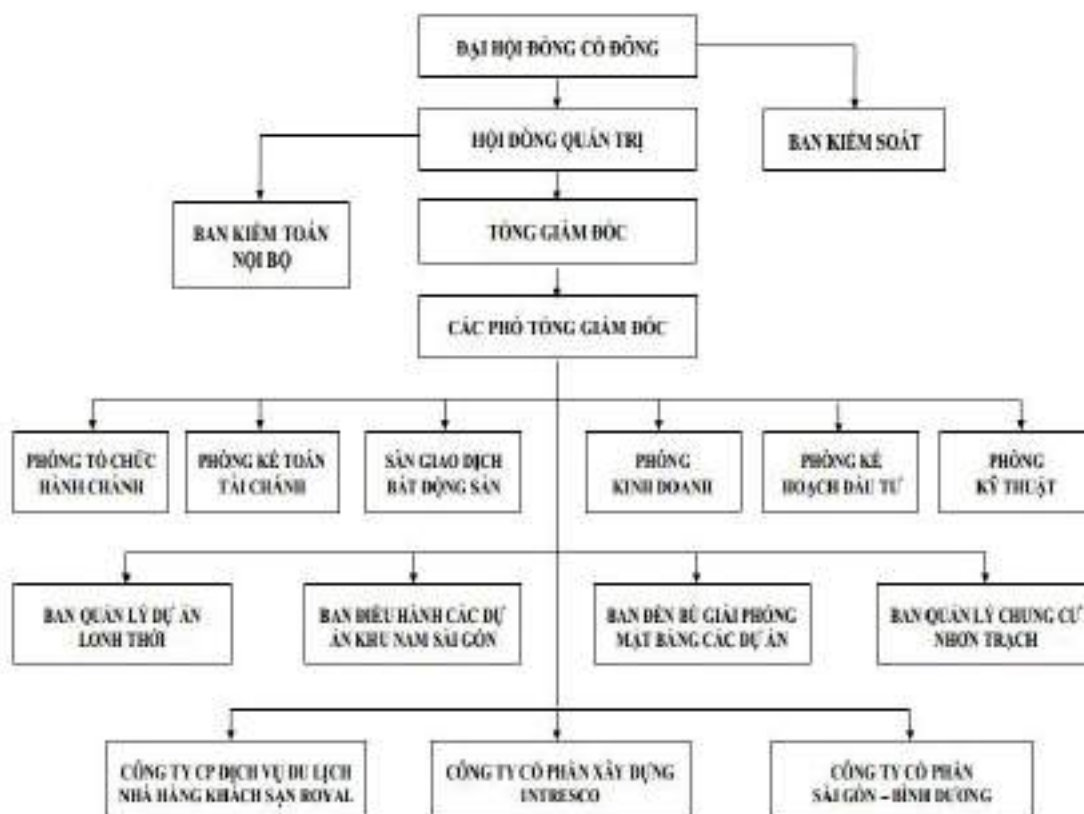 ĐẠI HỘI ĐỒNG CỔ ĐÔNG
HỘI ĐỒNG QUẢN TRỊ
BAN KIỂM SOÁT
BAN KIỂM TOÁN
NỘI BỘ
TỔNG GIÁM ĐỐC
CÁC PHÓ TỔNG GIÁM ĐỐC
PHÒNG TỔ CHỨC
HÀNH CHÁNH
PHÒNG KẾ TOÁN
TÀI CHÁNH
SÀN GIAO DỊCH
BẤT ĐỘNG SẢN
PHÒNG
KINH DOANH
PHÒNG KẾ
HOẠCH ĐẦU TƯ
PHÒNG
KỸ THUẬT
BAN QUẢN LÝ DỰ ÁN
LONH THỚI
BAN ĐIỀU HÀNH CÁC DỰ
ÁN KHU NAM SÀI GÒN
BAN ĐỀN BÙ GIẢI PHÓNG
MẶT BẰNG CÁC DỰ ÁN
BAN QUẢN LÝ CHUNG CƯ
NHƠN TRẠCH
CÔNG TY CP DỊCH VỤ DU LỊCH
NHÀ HÀNG KHÁCH SẠN ROYAL
CÔNG TY CỔ PHẦN XÂY DỰNG
INTRESCO
CÔNG TY CỔ PHẦN
SÀI GÒN – BÌNH DƯƠNG